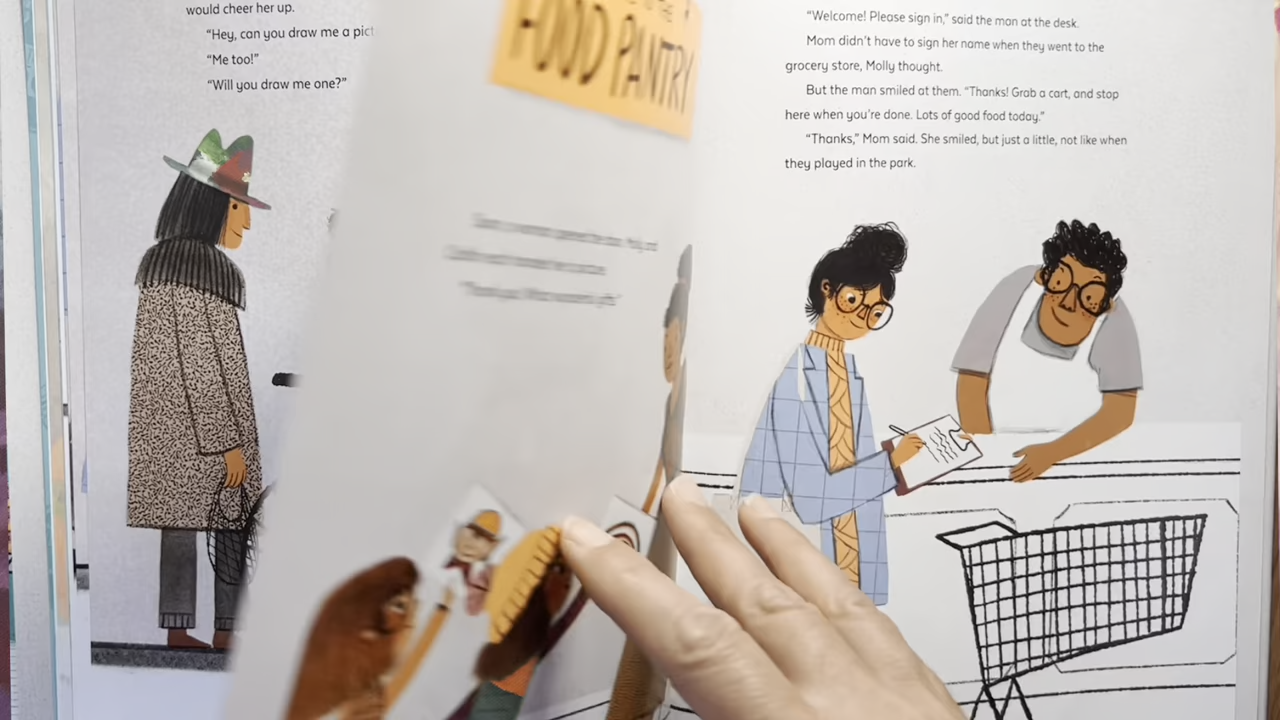 would cheer her up.
“Hey, can you draw me a pict
“Me too!”
“Will you draw me one?”
FOOD PANTRY
“Welcome! Please sign in,” said the man at the desk.
Mom didn’t have to sign her name when they went to the
grocery store, Molly thought.
But the man smiled at them. “Thanks! Grab a cart, and stop
here when you’re done. Lots of good food today.”
“Thanks,” Mom said. She smiled, but just a little, not like when
they played in the park.